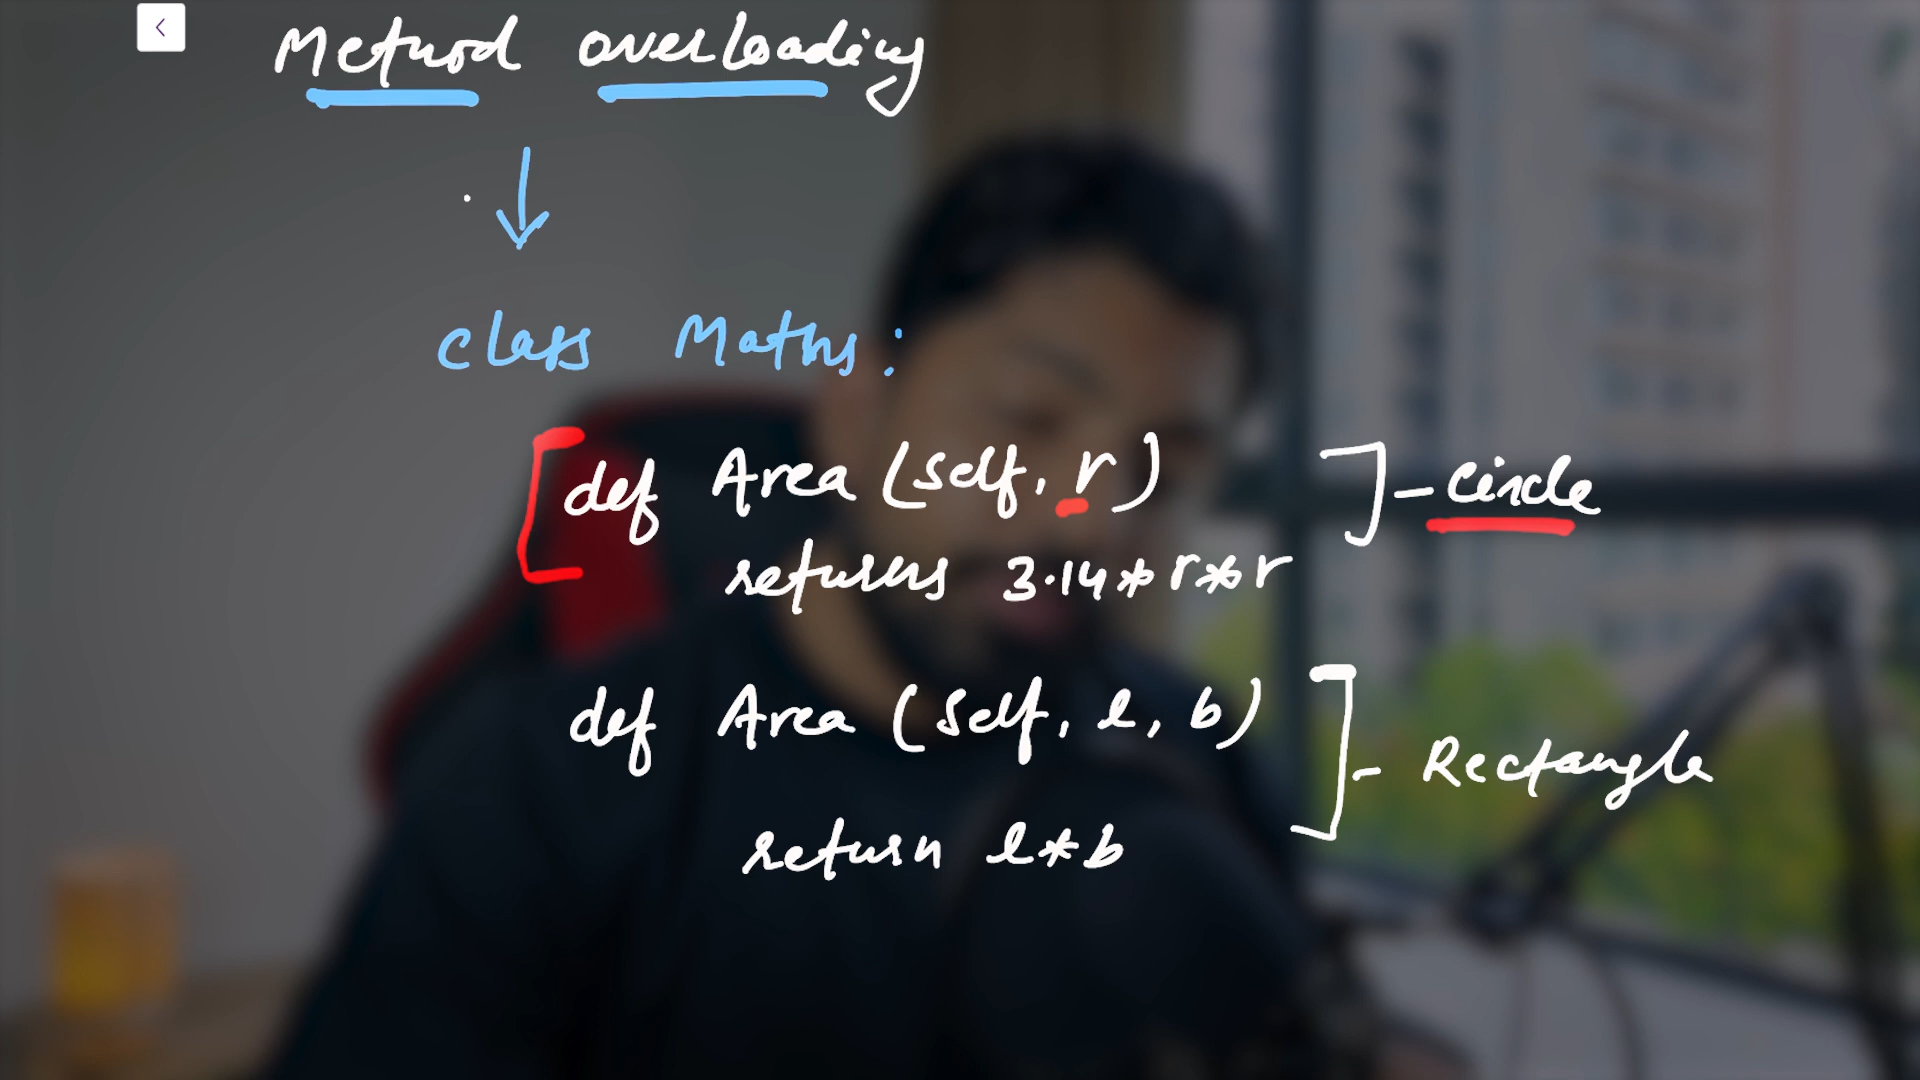 Method overloading
class Maths:
def Area (self, r) - circle
returns 3.14 * r * r
def Area (self, l, b) - Rectangle
return l * b